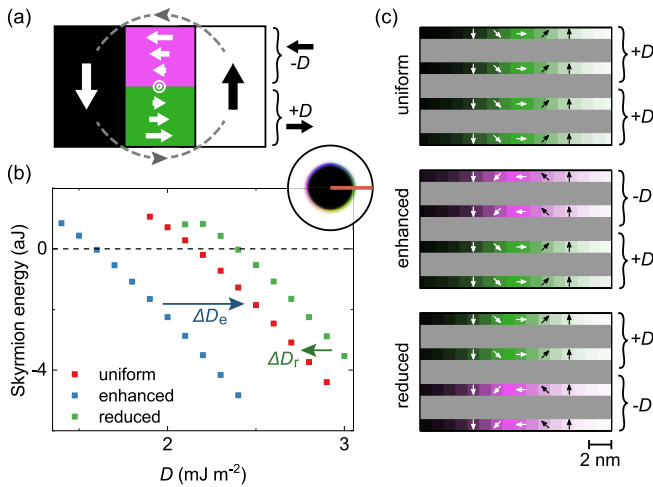 (a)
-D
+D
(b)
Skyrmion energy (aJ)
0
-4
ΔDe
ΔDr
uniform
enhanced
reduced
2
3
D (mJ m⁻²)
(c)
uniform
+D
+D
enhanced
-D
+D
reduced
+D
-D
2 nm